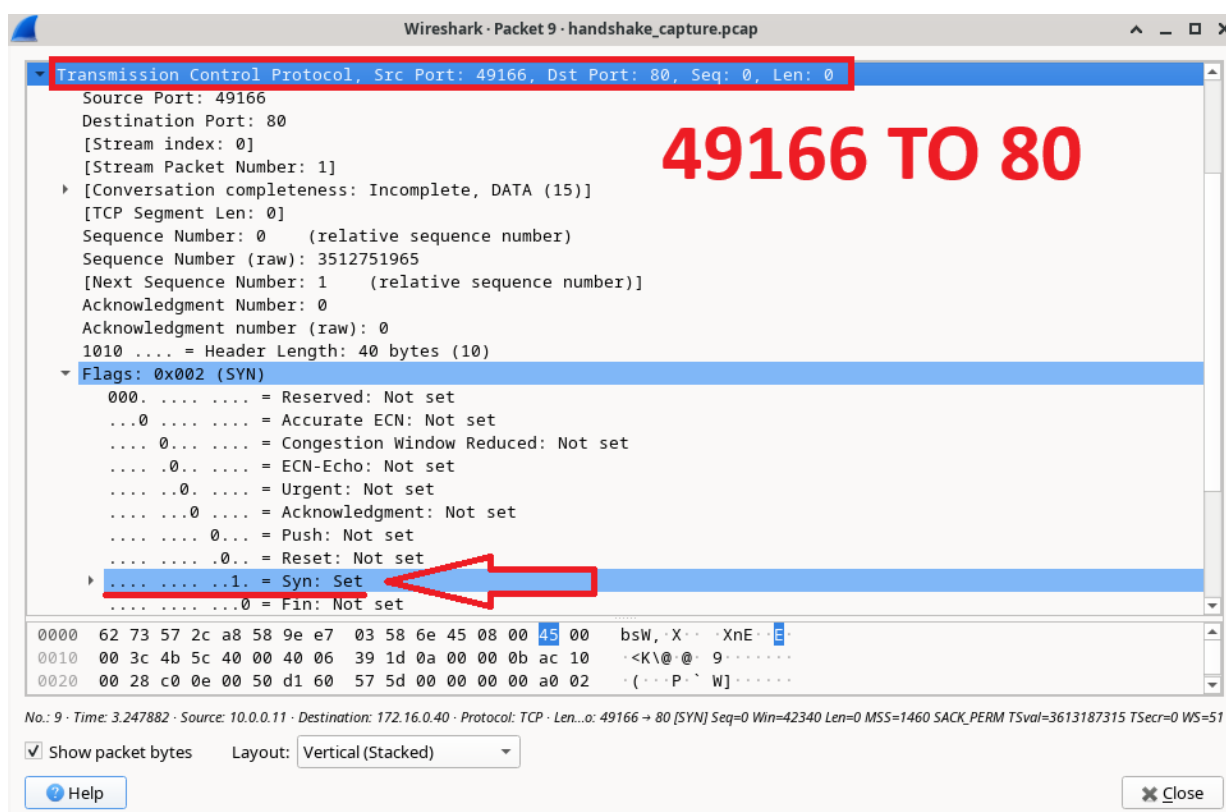 Wireshark · Packet 9 · handshake_capture.pcap
Transmission Control Protocol, Src Port: 49166, Dst Port: 80, Seq: 0, Len: 0
Source Port: 49166
Destination Port: 80
49166 TO 80
[Stream index: 0]
[Stream Packet Number: 1]
[Conversation completeness: Incomplete, DATA (15)]
[TCP Segment Len: 0]
Sequence Number: 0    (relative sequence number)
Sequence Number (raw): 3512751965
[Next Sequence Number: 1    (relative sequence number)]
Acknowledgment Number: 0
Acknowledgment number (raw): 0
1010 .... = Header Length: 40 bytes (10)
Flags: 0x002 (SYN)
000. .... .... = Reserved: Not set
...0 .... .... = Accurate ECN: Not set
.... 0... .... = Congestion Window Reduced: Not set
.... .0.. .... = ECN-Echo: Not set
.... ..0. .... = Urgent: Not set
.... ...0 .... = Acknowledgment: Not set
.... .... 0... = Push: Not set
.... .... .0.. = Reset: Not set
.... .... ..1. = Syn: Set
.... .... ...0 = Fin: Not set
0000  62 73 57 2c a8 58 9e e7  03 58 6e 45 08 00 45 00  bsW,·X·· ·XnE··E·
0010  00 3c 4b 5c 40 00 40 06  39 1d 0a 00 00 0b ac 10  ·<K\@·@· 9·······
0020  00 28 c0 0e 00 50 d1 60  57 5d 00 00 00 00 a0 02  ·(···P·` W]······
No.: 9 · Time: 3.247882 · Source: 10.0.0.11 · Destination: 172.16.0.40 · Protocol: TCP · Len...o: 49166 → 80 [SYN] Seq=0 Win=42340 Len=0 MSS=1460 SACK_PERM TSval=3613187315 TSecr=0 WS=51
Show packet bytes
Layout: Vertical (Stacked)
Help
Close